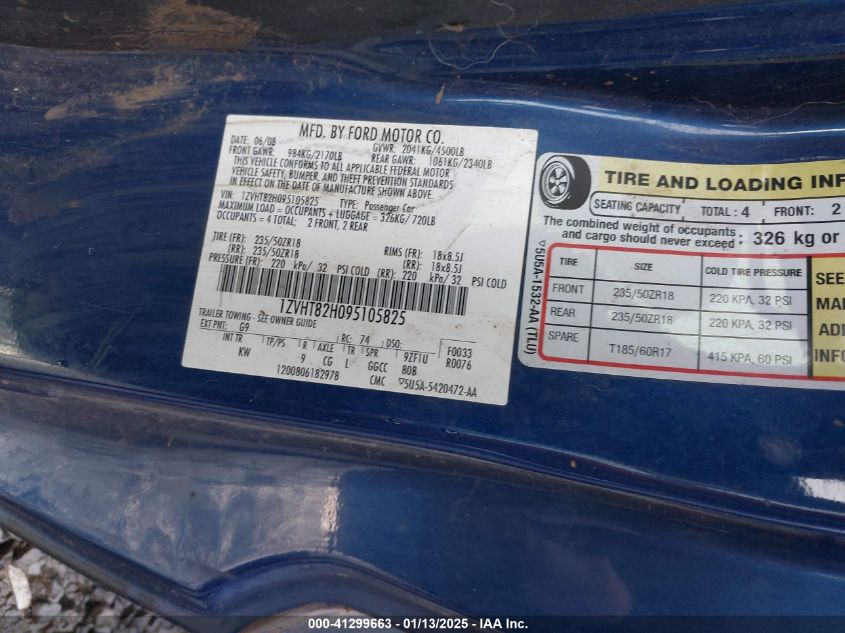 MFD. BY FORD MOTOR CO.
DATE: 06/08 GVWR: 2041KG/4500LB
FRONT GAWR: 984KG/2170LB REAR GAWR: 1061KG/2340LB
THIS VEHICLE CONFORMS TO ALL APPLICABLE FEDERAL MOTOR
VEHICLE SAFETY, BUMPER, AND THEFT PREVENTION STANDARDS
IN EFFECT ON THE DATE OF MANUFACTURE SHOWN ABOVE.
VIN: 1ZVHT82H095105825 TYPE: Passenger Car
MAXIMUM LOAD = OCCUPANTS + LUGGAGE = 326KG/720LB
OCCUPANTS = 4 TOTAL: 2 FRONT, 2 REAR
TIRE (FR): 235/50ZR18 RIMS (FR): 18x8.5J
(RR): 235/50ZR18 (RR): 18x8.5J
PRESSURE (FR): 220 kPa/ 32 PSI COLD (RR): 220 kPa/ 32 PSI COLD
1ZVHT82H095105825
TRAILER TOWING - SEE OWNER GUIDE
EXT PNT: G9 RC: 74 DSO: F0033
INT TR TP/PS R AXLE TR SPR 9ZF1U R0076
KW 9 CG L GGCC 80B
1200806182978 CMC ▽5U5A-5420472-AA
▽5U5A-1532-AA (TLU)
TIRE AND LOADING INF
SEATING CAPACITY TOTAL : 4 FRONT: 2
The combined weight of occupants
and cargo should never exceed : 326 kg or
TIRE SIZE COLD TIRE PRESSURE
FRONT 235/50ZR18 220 KPA, 32 PSI
REAR 235/50ZR18 220 KPA, 32 PSI
SPARE T185/60R17 415 KPA, 60 PSI
SEE
MAN
ADD
INFO
000-41299663 - 01/13/2025 - IAAI, Inc.